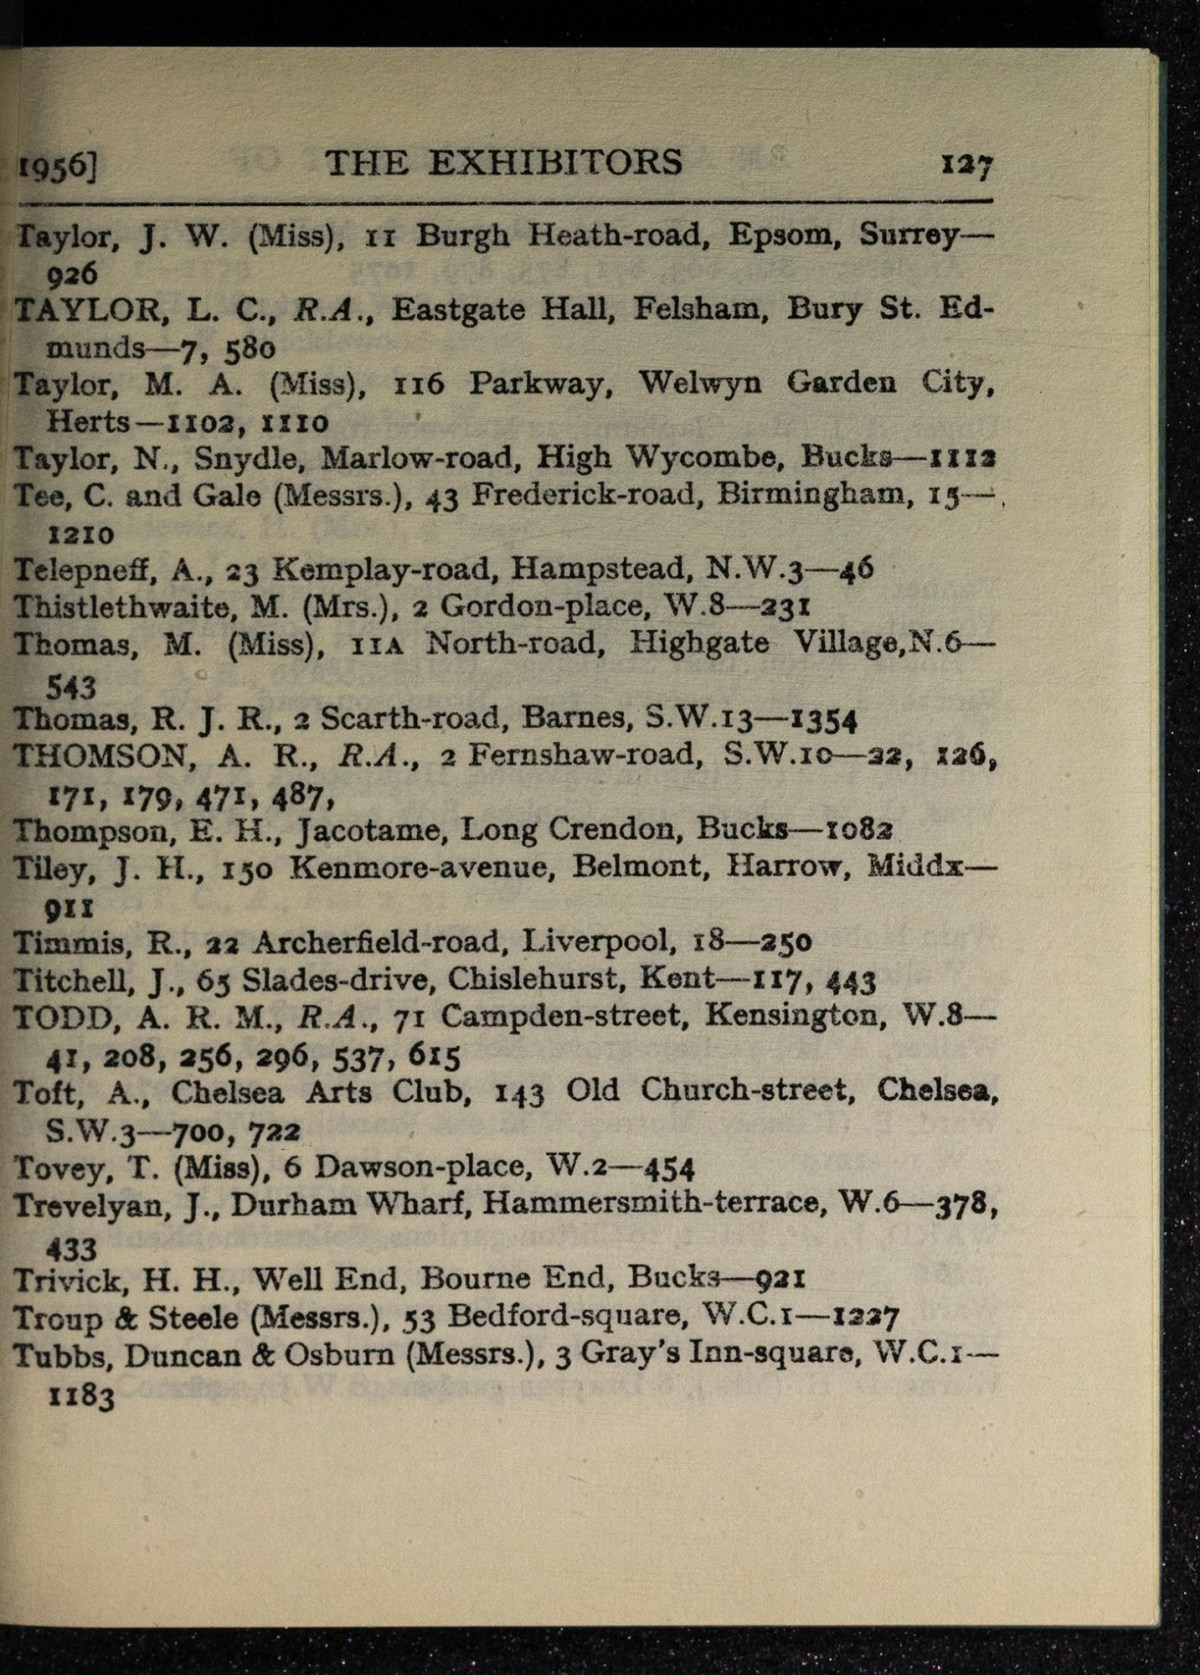 1956] THE EXHIBITORS 127
Taylor, J. W. (Miss), 11 Burgh Heath-road, Epsom, Surrey—
926
TAYLOR, L. C., R.A., Eastgate Hall, Felsham, Bury St. Ed-
munds—7, 580
Taylor, M. A. (Miss), 116 Parkway, Welwyn Garden City,
Herts—1102, 1110
Taylor, N., Snydle, Marlow-road, High Wycombe, Bucks—1112
Tee, C. and Gale (Messrs.), 43 Frederick-road, Birmingham, 15—
1210
Telepneff, A., 23 Kemplay-road, Hampstead, N.W.3—46
Thistlethwaite, M. (Mrs.), 2 Gordon-place, W.8—231
Thomas, M. (Miss), 11A North-road, Highgate Village,N.6—
543
Thomas, R. J. R., 2 Scarth-road, Barnes, S.W.13—1354
THOMSON, A. R., R.A., 2 Fernshaw-road, S.W.10—22, 126,
171, 179, 471, 487,
Thompson, E. H., Jacotame, Long Crendon, Bucks—1082
Tiley, J. H., 150 Kenmore-avenue, Belmont, Harrow, Middx—
911
Timmis, R., 22 Archerfield-road, Liverpool, 18—250
Titchell, J., 65 Slades-drive, Chislehurst, Kent—117, 443
TODD, A. R. M., R.A., 71 Campden-street, Kensington, W.8—
41, 208, 256, 296, 537, 615
Toft, A., Chelsea Arts Club, 143 Old Church-street, Chelsea,
S.W.3—700, 722
Tovey, T. (Miss), 6 Dawson-place, W.2—454
Trevelyan, J., Durham Wharf, Hammersmith-terrace, W.6—378,
433
Trivick, H. H., Well End, Bourne End, Bucks—921
Troup & Steele (Messrs.), 53 Bedford-square, W.C.1—1227
Tubbs, Duncan & Osburn (Messrs.), 3 Gray's Inn-square, W.C.1—
1183